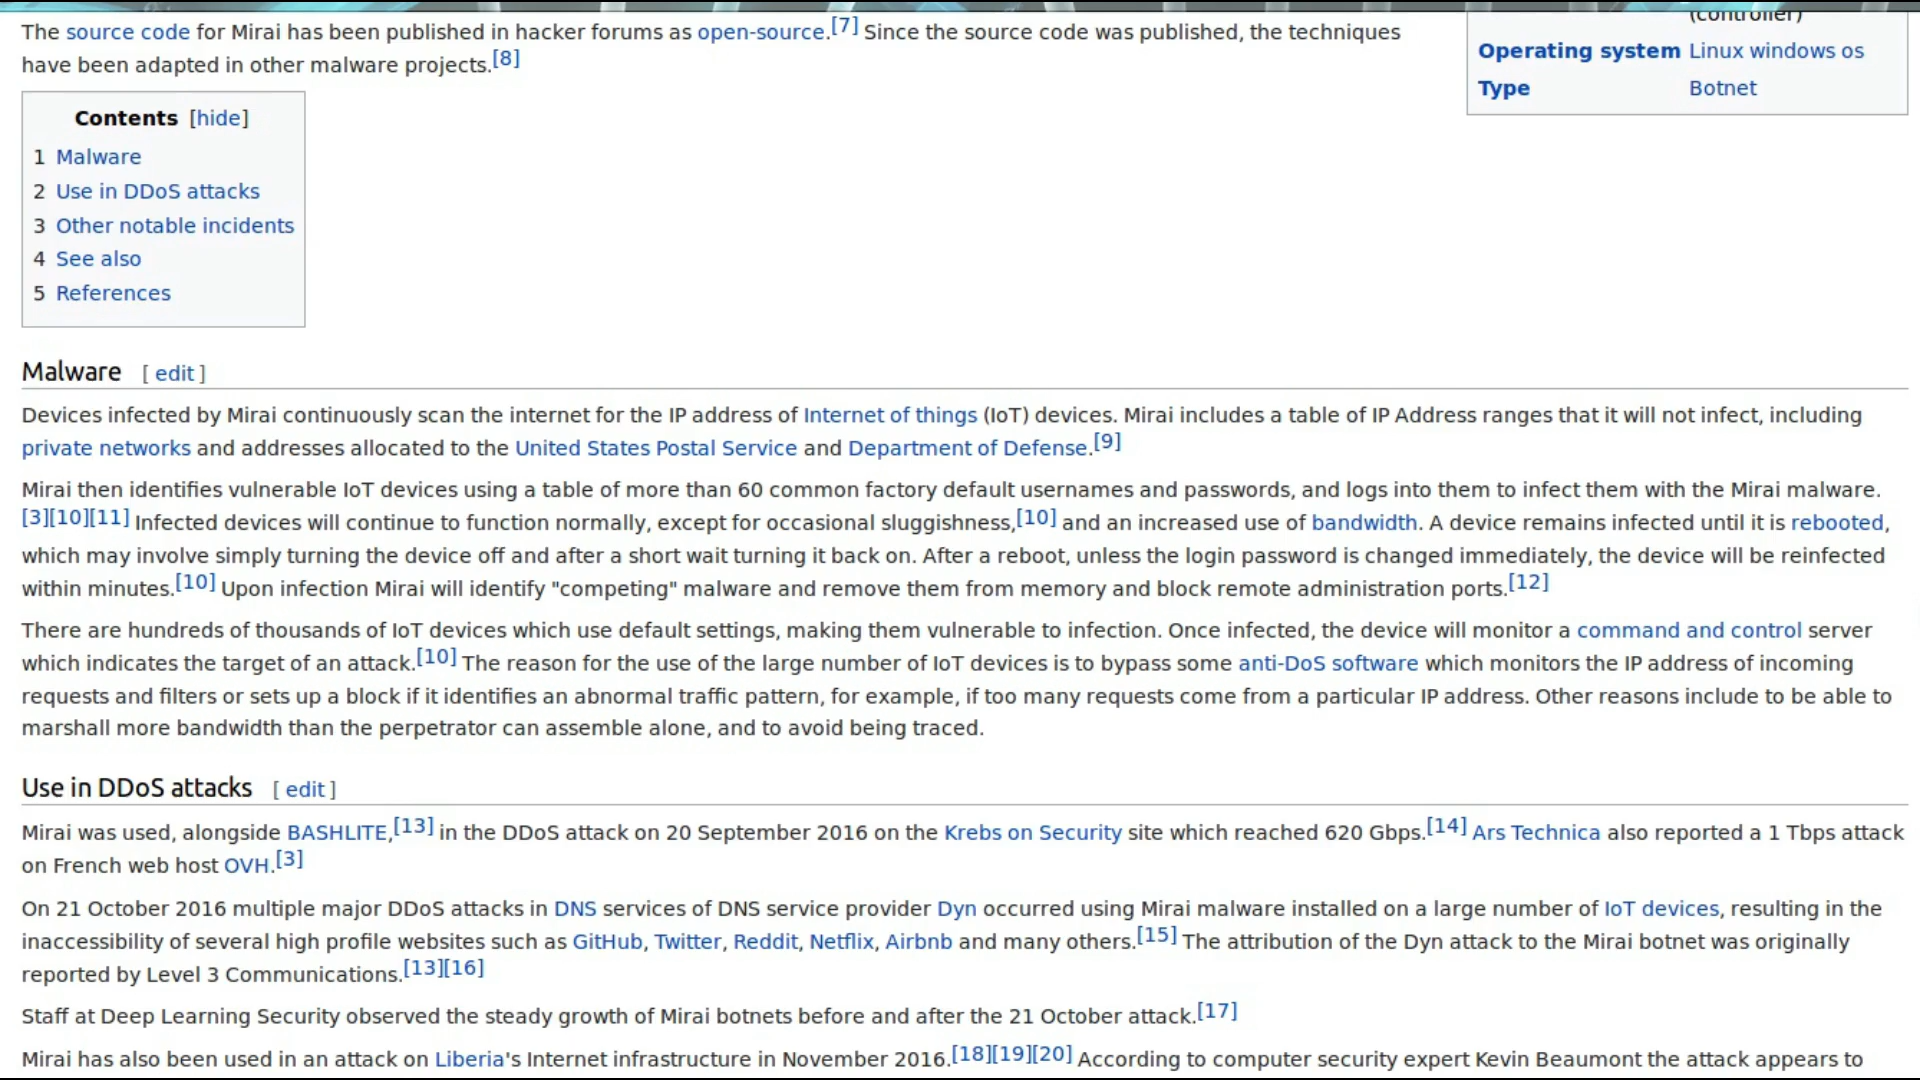 The source code for Mirai has been published in hacker forums as open-source.[7] Since the source code was published, the techniques
have been adapted in other malware projects.[8]
(controller)
Operating system Linux windows os
Type Botnet
Contents [hide]
1 Malware
2 Use in DDoS attacks
3 Other notable incidents
4 See also
5 References
Malware [ edit ]
Devices infected by Mirai continuously scan the internet for the IP address of Internet of things (IoT) devices. Mirai includes a table of IP Address ranges that it will not infect, including
private networks and addresses allocated to the United States Postal Service and Department of Defense.[9]
Mirai then identifies vulnerable IoT devices using a table of more than 60 common factory default usernames and passwords, and logs into them to infect them with the Mirai malware.
[3][10][11] Infected devices will continue to function normally, except for occasional sluggishness,[10] and an increased use of bandwidth. A device remains infected until it is rebooted,
which may involve simply turning the device off and after a short wait turning it back on. After a reboot, unless the login password is changed immediately, the device will be reinfected
within minutes.[10] Upon infection Mirai will identify "competing" malware and remove them from memory and block remote administration ports.[12]
There are hundreds of thousands of IoT devices which use default settings, making them vulnerable to infection. Once infected, the device will monitor a command and control server
which indicates the target of an attack.[10] The reason for the use of the large number of IoT devices is to bypass some anti-DoS software which monitors the IP address of incoming
requests and filters or sets up a block if it identifies an abnormal traffic pattern, for example, if too many requests come from a particular IP address. Other reasons include to be able to
marshall more bandwidth than the perpetrator can assemble alone, and to avoid being traced.
Use in DDoS attacks [ edit ]
Mirai was used, alongside BASHLITE,[13] in the DDoS attack on 20 September 2016 on the Krebs on Security site which reached 620 Gbps.[14] Ars Technica also reported a 1 Tbps attack
on French web host OVH.[3]
On 21 October 2016 multiple major DDoS attacks in DNS services of DNS service provider Dyn occurred using Mirai malware installed on a large number of IoT devices, resulting in the
inaccessibility of several high profile websites such as GitHub, Twitter, Reddit, Netflix, Airbnb and many others.[15] The attribution of the Dyn attack to the Mirai botnet was originally
reported by Level 3 Communications.[13][16]
Staff at Deep Learning Security observed the steady growth of Mirai botnets before and after the 21 October attack.[17]
Mirai has also been used in an attack on Liberia's Internet infrastructure in November 2016.[18][19][20] According to computer security expert Kevin Beaumont the attack appears to